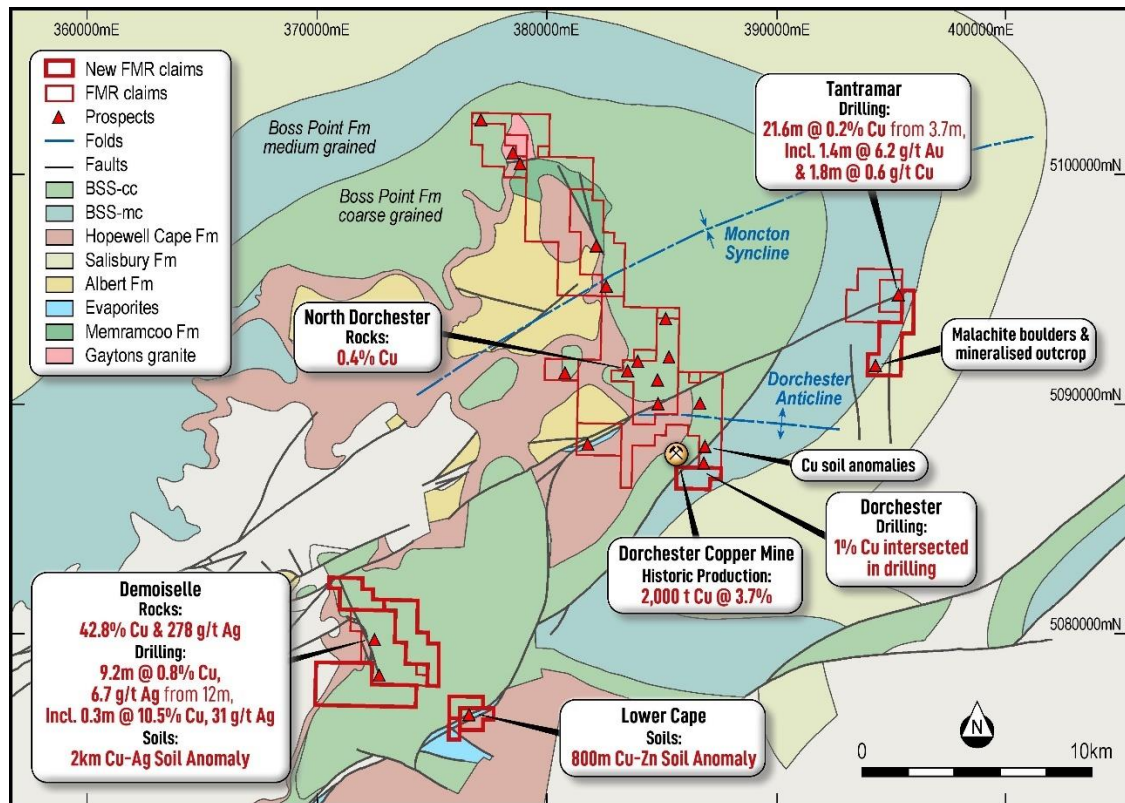 360000mE
370000mE
380000mE
390000mE
400000mE
New FMR claims
FMR claims
Prospects
Folds
Faults
BSS-cc
BSS-mc
Hopewell Cape Fm
Salisbury Fm
Albert Fm
Evaporites
Memramcoo Fm
Gaytons granite
Boss Point Fm
medium grained
Boss Point Fm
coarse grained
Tantramar
Drilling:
21.6m @ 0.2% Cu from 3.7m,
Incl. 1.4m @ 6.2 g/t Au
& 1.8m @ 0.6 g/t Cu
5100000mN
Moncton
Syncline
North Dorchester
Rocks:
0.4% Cu
Malachite boulders &
mineralised outcrop
Dorchester
Anticline
5090000mN
Cu soil anomalies
Dorchester
Drilling:
1% Cu intersected
in drilling
Dorchester Copper Mine
Historic Production:
2,000 t Cu @ 3.7%
Demoiselle
Rocks:
42.8% Cu & 278 g/t Ag
Drilling:
9.2m @ 0.8% Cu,
6.7 g/t Ag from 12m,
Incl. 0.3m @ 10.5% Cu, 31 g/t Ag
Soils:
2km Cu-Ag Soil Anomaly
5080000mN
Lower Cape
Soils:
800m Cu-Zn Soil Anomaly
N
0
10km